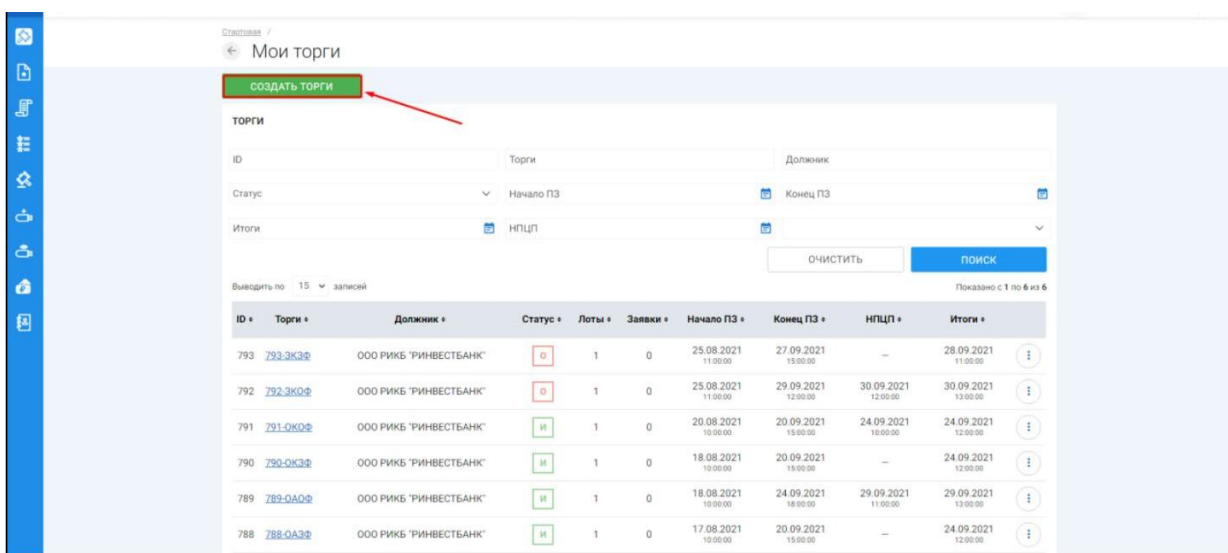 Стартовая /
Мои торги
СОЗДАТЬ ТОРГИ
ТОРГИ
ID Торги Должник
Статус Начало ПЗ Конец ПЗ
Итоги НПЦП
ОЧИСТИТЬ ПОИСК
Выводить по 15 записей Показано с 1 по 6 из 6
ID Торги Должник Статус Лоты Заявки Начало ПЗ Конец ПЗ НПЦП Итоги
793 793-ЗКЗФ ООО РИКБ "РИНВЕСТБАНК" О 1 0 25.08.2021 27.09.2021 — 28.09.2021
11:00:00 15:00:00 11:00:00
792 792-ЗКОФ ООО РИКБ "РИНВЕСТБАНК" О 1 0 25.08.2021 29.09.2021 30.09.2021 30.09.2021
11:00:00 12:00:00 12:00:00 13:00:00
791 791-ОКОФ ООО РИКБ "РИНВЕСТБАНК" И 1 0 20.08.2021 20.09.2021 24.09.2021 24.09.2021
10:00:00 15:00:00 10:00:00 12:00:00
790 790-ОКЗФ ООО РИКБ "РИНВЕСТБАНК" И 1 0 18.08.2021 20.09.2021 — 24.09.2021
10:00:00 15:00:00 12:00:00
789 789-ОАОФ ООО РИКБ "РИНВЕСТБАНК" И 1 0 18.08.2021 24.09.2021 29.09.2021 29.09.2021
10:00:00 18:00:00 11:00:00 13:00:00
788 788-ОАЗФ ООО РИКБ "РИНВЕСТБАНК" И 1 0 17.08.2021 20.09.2021 — 24.09.2021
10:00:00 15:00:00 12:00:00